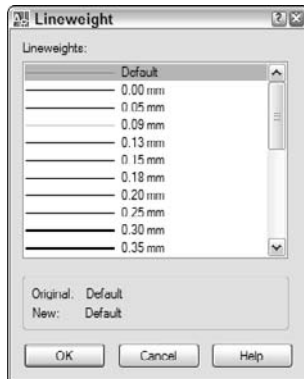 Lineweight
Lineweights:
Default
0.00 mm
0.05 mm
0.09 mm
0.13 mm
0.15 mm
0.18 mm
0.20 mm
0.25 mm
0.30 mm
0.35 mm
Original: Default
New: Default
OK Cancel Help